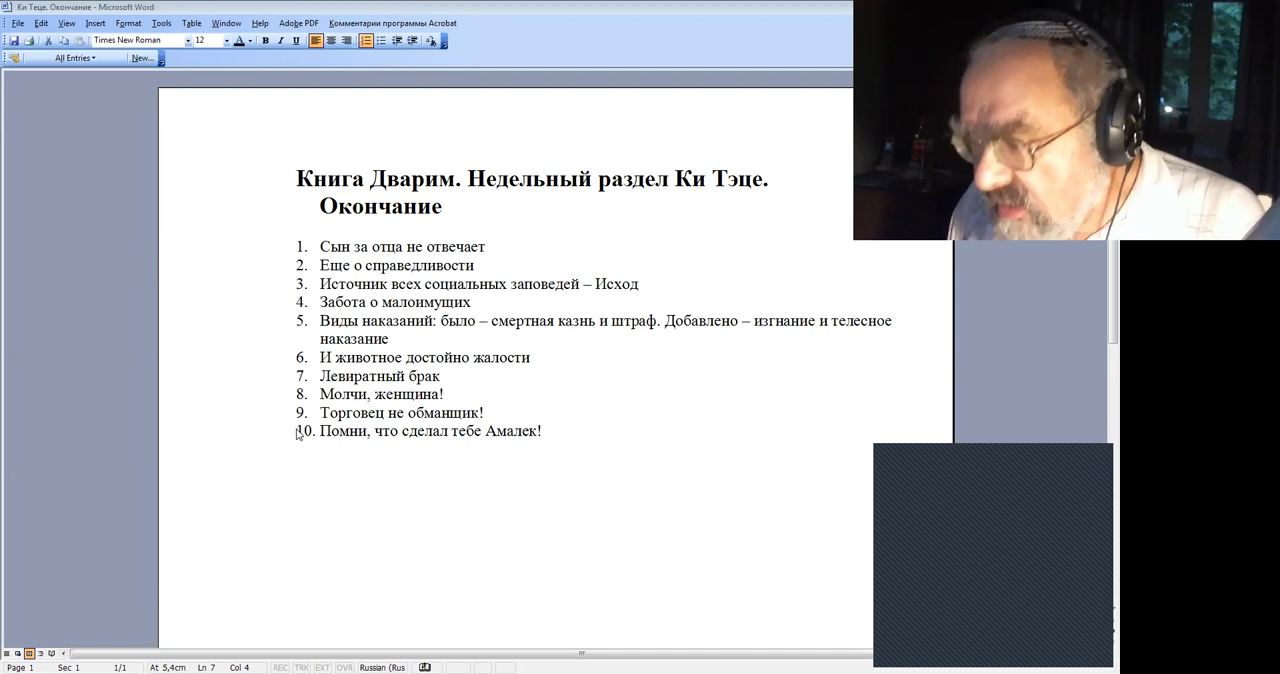 Ки Теце. Окончание - Microsoft Word
File Edit View Insert Format Tools Table Window Help Adobe PDF Комментарии программы Acrobat
Times New Roman 12 A B I U
All Entries New...
Книга Дварим. Недельный раздел Ки Тэце.
Окончание
1. Сын за отца не отвечает
2. Еще о справедливости
3. Источник всех социальных заповедей – Исход
4. Забота о малоимущих
5. Виды наказаний: было – смертная казнь и штраф. Добавлено – изгнание и телесное
наказание
6. И животное достойно жалости
7. Левиратный брак
8. Молчи, женщина!
9. Торговец не обманщик!
10. Помни, что сделал тебе Амалек!
Page 1 Sec 1 1/1 At 5,4cm Ln 7 Col 4 REC TRK EXT OVR Russian (Rus